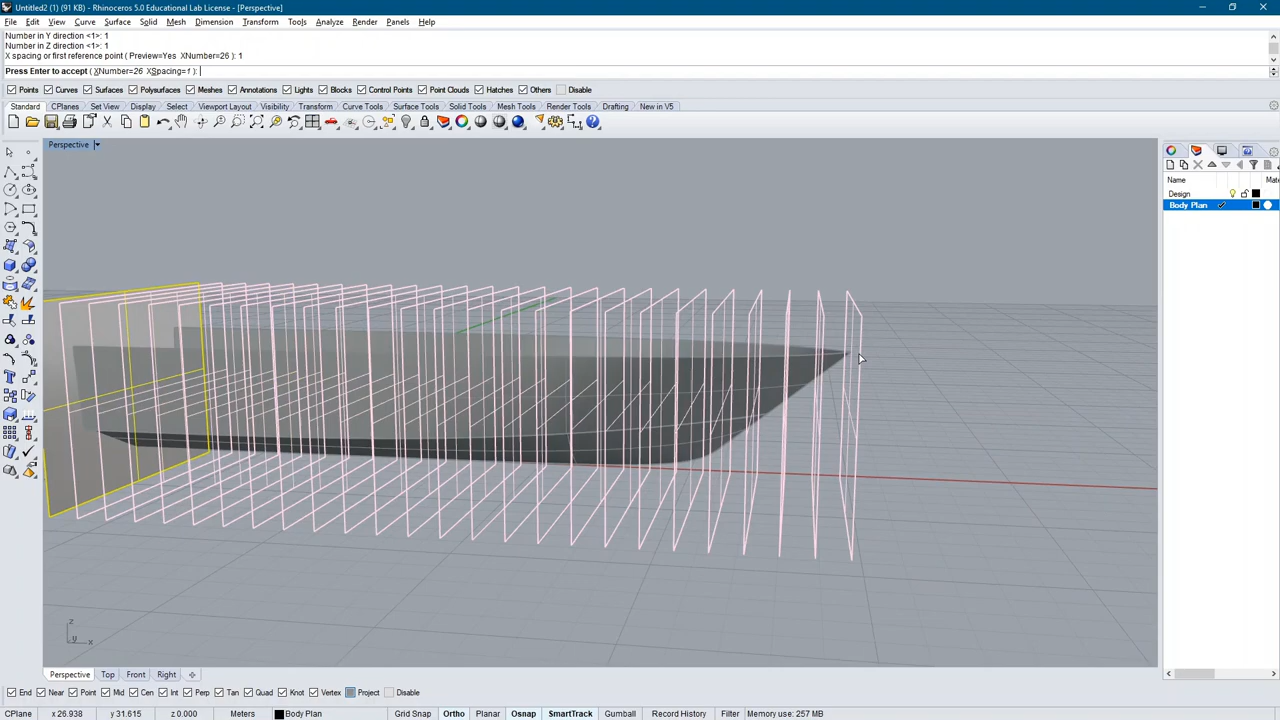 Untitled2 (1) (91 KB) - Rhinoceros 5.0 Educational Lab License - [Perspective]
File Edit View Curve Surface Solid Mesh Dimension Transform Tools Analyze Render Panels Help
Number in Y direction <1>: 1
Number in Z direction <1>: 1
X spacing or first reference point ( Preview=Yes XNumber=26 ): 1
Press Enter to accept ( XNumber=26 XSpacing=1 ):
Points Curves Surfaces Polysurfaces Meshes Annotations Lights Blocks Control Points Point Clouds Hatches Others Disable
Standard CPlanes Set View Display Select Viewport Layout Visibility Transform Curve Tools Surface Tools Solid Tools Mesh Tools Render Tools Drafting New in V5
Perspective
Name Mate
Design
Body Plan
z
y x
Perspective Top Front Right
End Near Point Mid Cen Int Perp Tan Quad Knot Vertex Project Disable
CPlane x 26.938 y 31.615 z 0.000 Meters Body Plan Grid Snap Ortho Planar Osnap SmartTrack Gumball Record History Filter Memory use: 257 MB